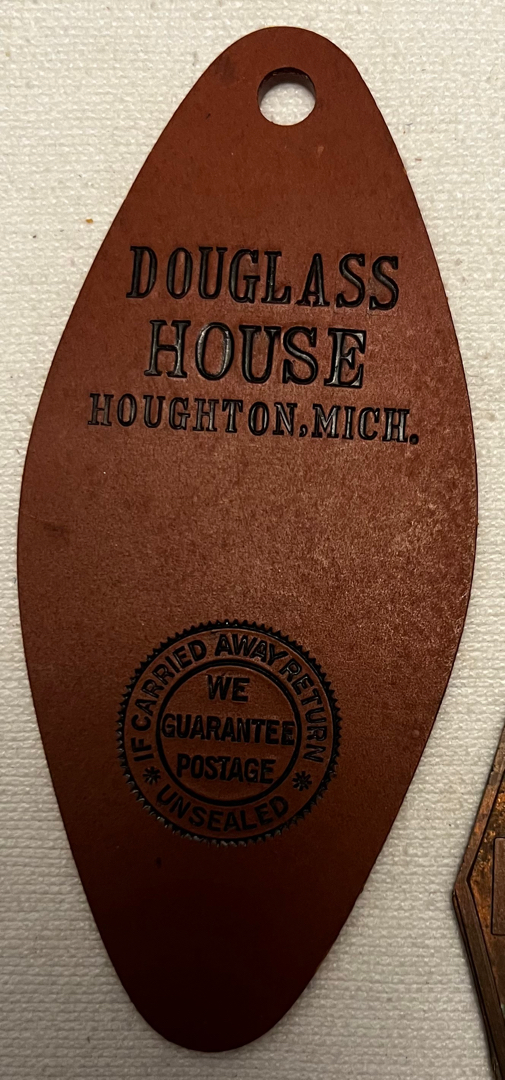 DOUGLASS
HOUSE
HOUGHTON, MICH.
IF CARRIED AWAY RETURN
UNSEALED
WE
GUARANTEE
POSTAGE